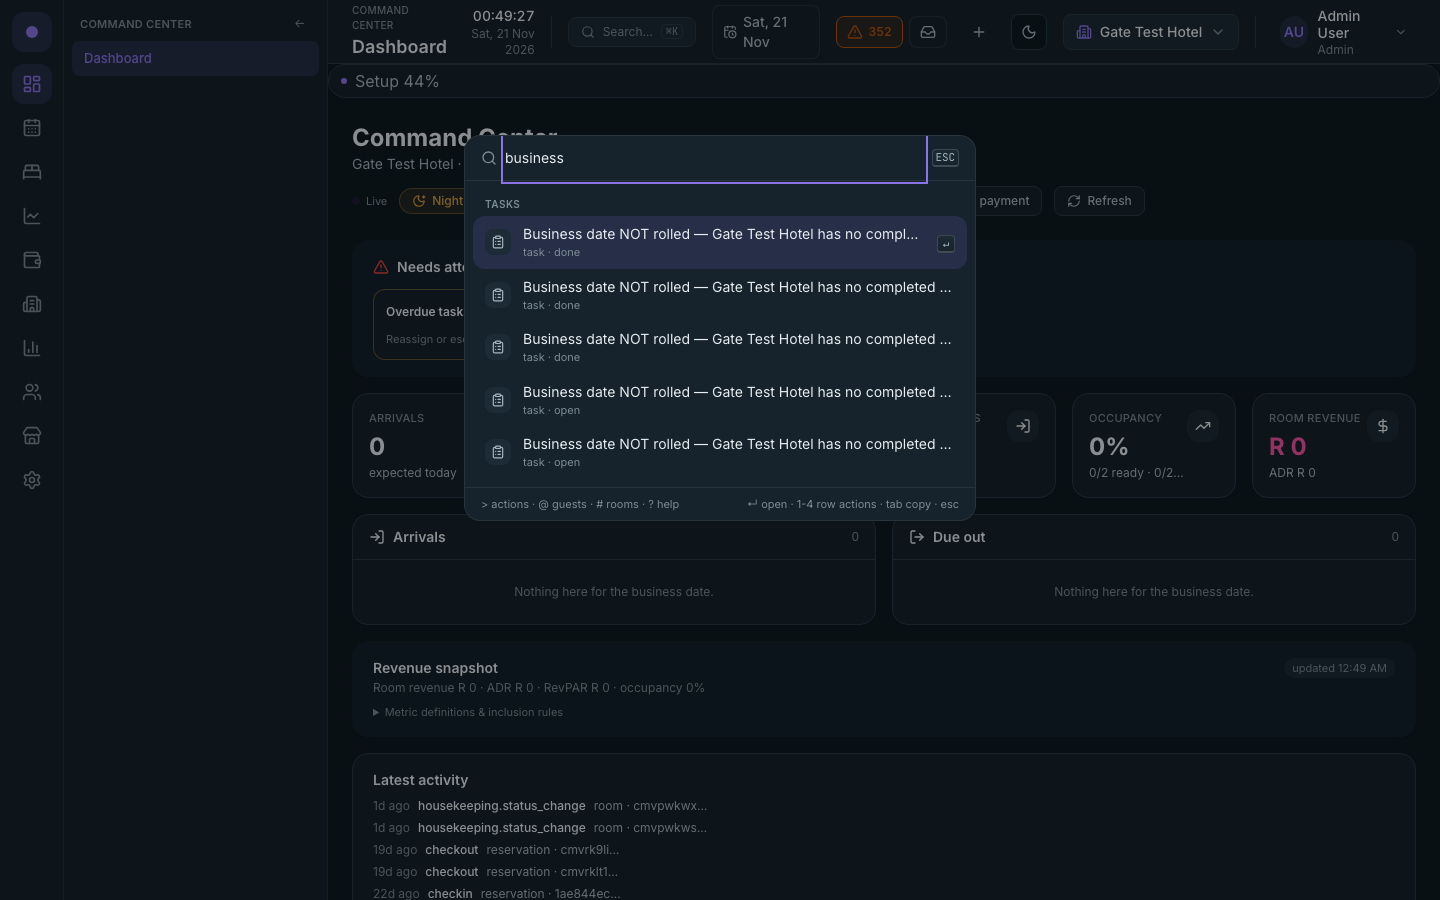 COMMAND CENTER
Dashboard
COMMAND
CENTER
Dashboard
00:49:27
Sat, 21 Nov
2026
Search... ⌘K
Sat, 21
Nov
352
Gate Test Hotel
AU
Admin
User
Admin
Setup 44%
Command Center
Gate Test Hotel ·
Live
Night
payment
Refresh
business
ESC
TASKS
Business date NOT rolled — Gate Test Hotel has no compl...
task · done
Business date NOT rolled — Gate Test Hotel has no completed ...
task · done
Business date NOT rolled — Gate Test Hotel has no completed ...
task · done
Business date NOT rolled — Gate Test Hotel has no completed ...
task · open
Business date NOT rolled — Gate Test Hotel has no completed ...
task · open
> actions · @ guests · # rooms · ? help
↵ open · 1-4 row actions · tab copy · esc
Needs atte
Overdue task
Reassign or esc
ARRIVALS
0
expected today
S
OCCUPANCY
0%
0/2 ready · 0/2...
ROOM REVENUE
R 0
ADR R 0
Arrivals
0
Nothing here for the business date.
Due out
0
Nothing here for the business date.
Revenue snapshot
updated 12:49 AM
Room revenue R 0 · ADR R 0 · RevPAR R 0 · occupancy 0%
Metric definitions & inclusion rules
Latest activity
1d ago housekeeping.status_change room · cmvpwkwx...
1d ago housekeeping.status_change room · cmvpwkws...
19d ago checkout reservation · cmvrk9li...
19d ago checkout reservation · cmvrklt1...
22d ago checkin reservation · 1ae844ec...